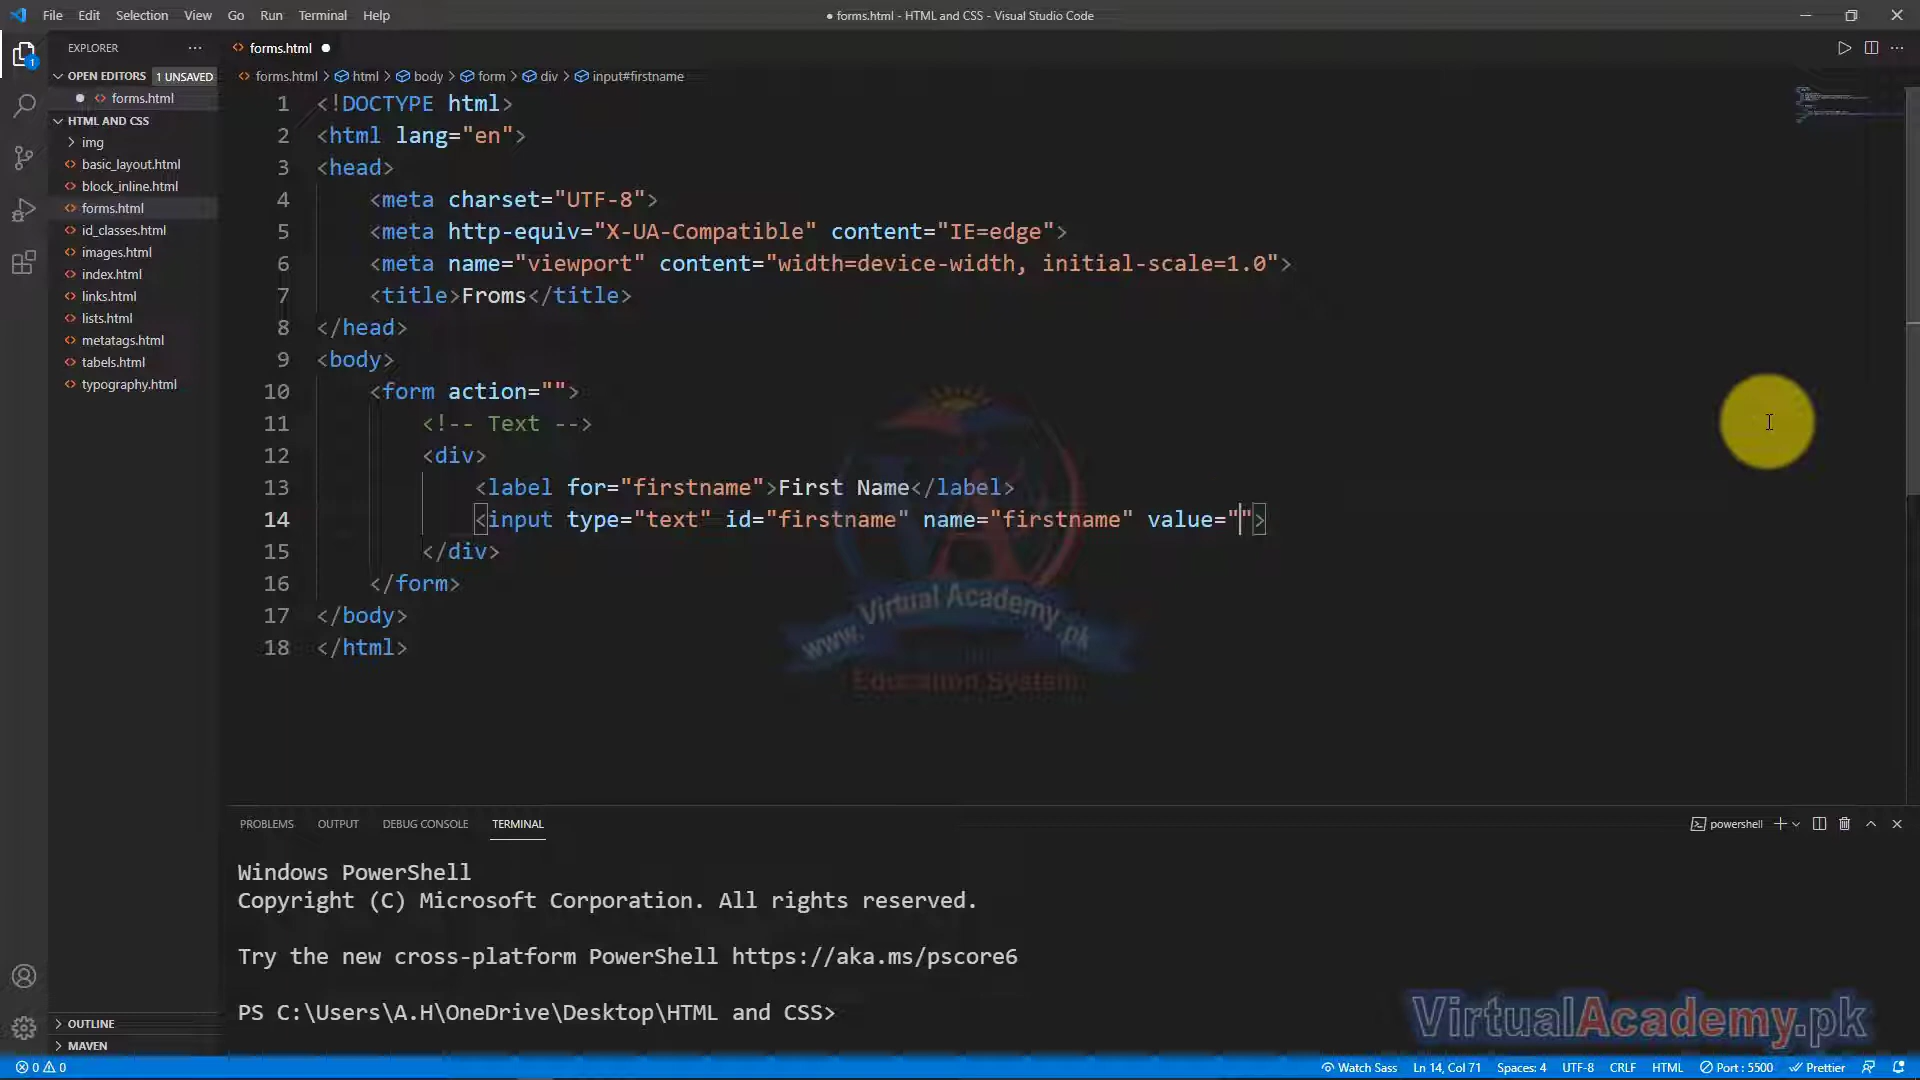 File Edit Selection View Go Run Terminal Help
● forms.html - HTML and CSS - Visual Studio Code
EXPLORER
OPEN EDITORS 1 UNSAVED
forms.html
HTML AND CSS
img
basic_layout.html
block_inline.html
forms.html
id_classes.html
images.html
index.html
links.html
lists.html
metatags.html
tabels.html
typography.html
OUTLINE
MAVEN
1
forms.html
forms.html > html > body > form > div > input#firstname
1 <!DOCTYPE html>
2 <html lang="en">
3 <head>
4 <meta charset="UTF-8">
5 <meta http-equiv="X-UA-Compatible" content="IE=edge">
6 <meta name="viewport" content="width=device-width, initial-scale=1.0">
7 <title>Froms</title>
8 </head>
9 <body>
10 <form action="">
11 <!-- Text -->
12 <div>
13 <label for="firstname">First Name</label>
14 <input type="text" id="firstname" name="firstname" value="">
15 </div>
16 </form>
17 </body>
18 </html>
www.VirtualAcademy.pk
Education System
PROBLEMS OUTPUT DEBUG CONSOLE TERMINAL
powershell
Windows PowerShell
Copyright (C) Microsoft Corporation. All rights reserved.
Try the new cross-platform PowerShell https://aka.ms/pscore6
PS C:\Users\A.H\OneDrive\Desktop\HTML and CSS>
VirtualAcademy.pk
0 0
Watch Sass Ln 14, Col 71 Spaces: 4 UTF-8 CRLF HTML Port : 5500 Prettier